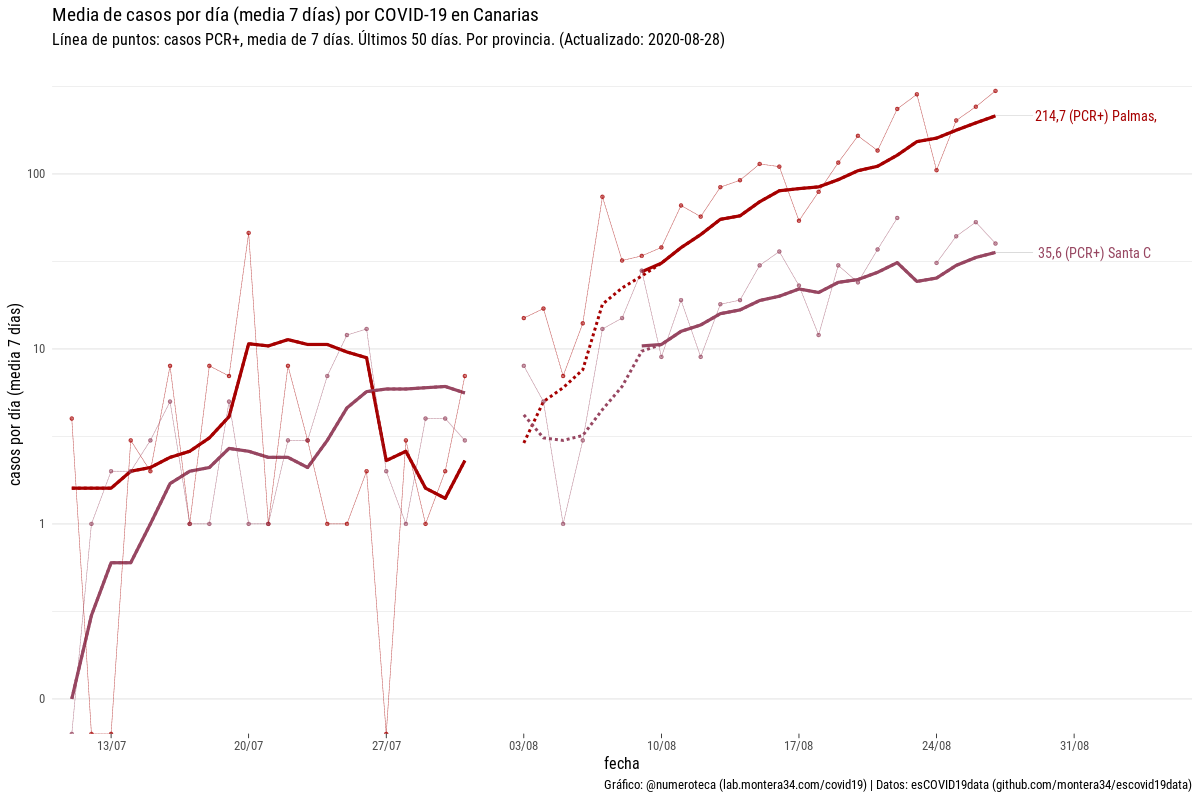 Media de casos por día (media 7 días) por COVID-19 en Canarias
Línea de puntos: casos PCR+, media de 7 días. Últimos 50 días. Por provincia. (Actualizado: 2020-08-28)
casos por día (media 7 días)
100
10
1
0
214,7 (PCR+) Palmas,
35,6 (PCR+) Santa C
13/07
20/07
27/07
03/08
10/08
17/08
24/08
31/08
fecha
Gráfico: @numeroteca (lab.montera34.com/covid19) | Datos: esCOVID19data (github.com/montera34/escovid19data)